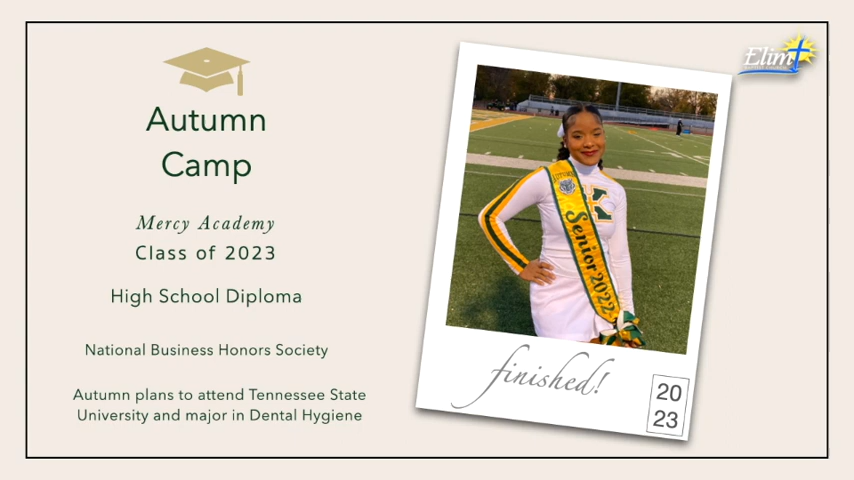 Autumn
Camp
Mercy Academy
Class of 2023
High School Diploma
National Business Honors Society
Autumn plans to attend Tennessee State
University and major in Dental Hygiene
Elim
AUTUMN
K
Senior 2022
finished!
20
23